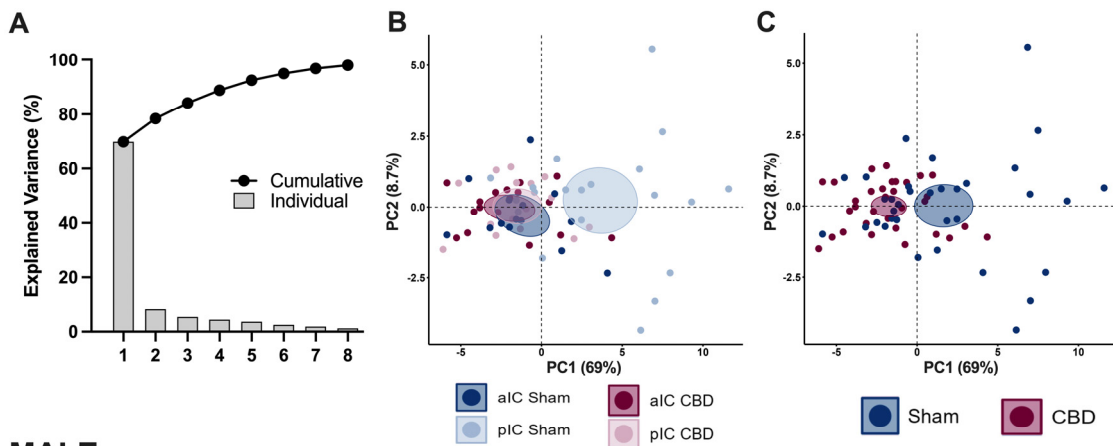 A
B
C
100
80
60
40
20
0
Explained Variance (%)
Cumulative
Individual
1 2 3 4 5 6 7 8
5.0
2.5
0.0
-2.5
PC2 (8.7%)
-5 0 5 10
PC1 (69%)
aIC Sham aIC CBD
pIC Sham pIC CBD
5.0
2.5
0.0
-2.5
PC2 (8.7%)
-5 0 5 10
PC1 (69%)
Sham CBD